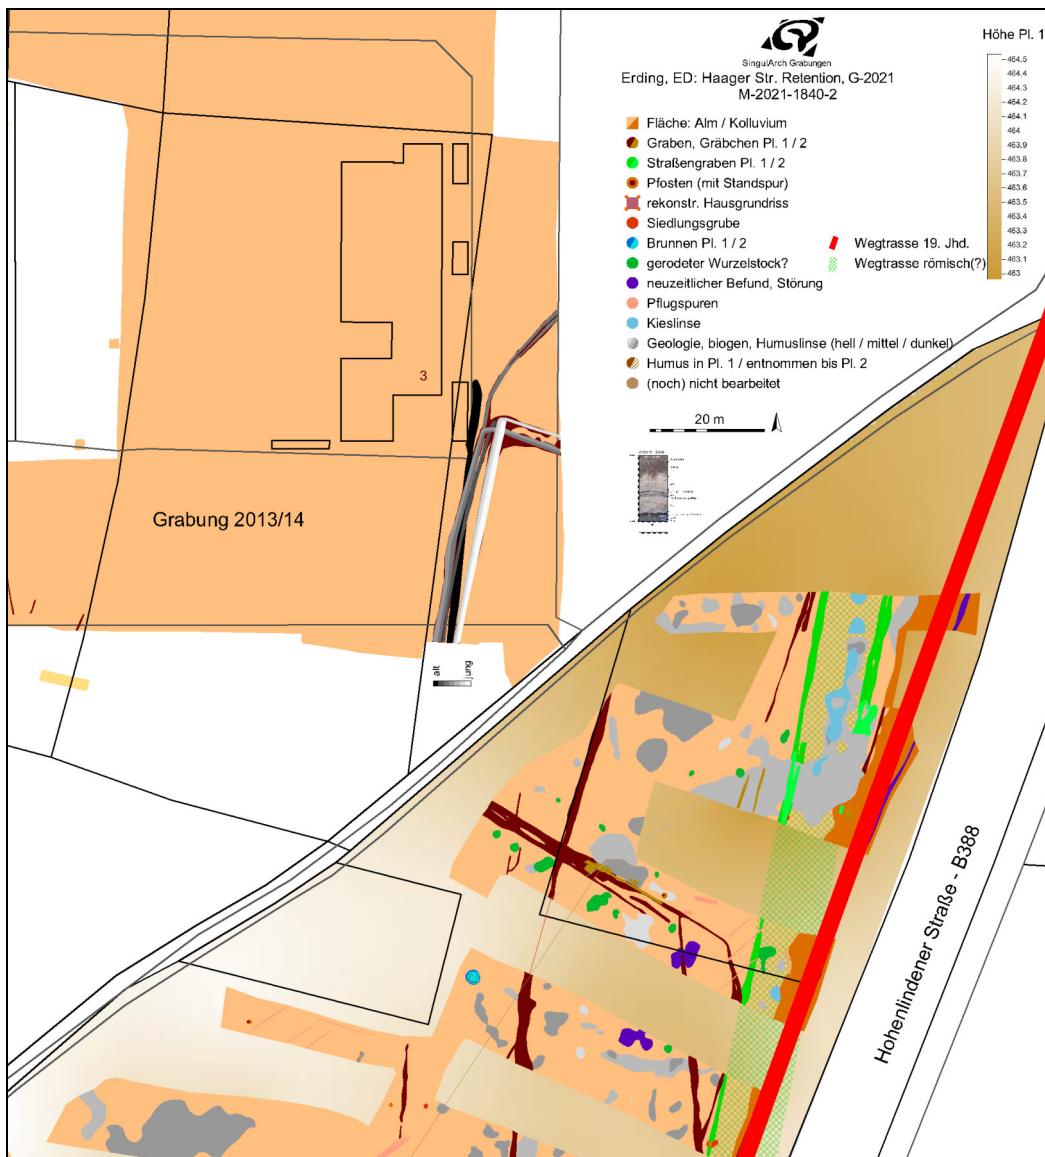 SingulArch Grabungen
Erding, ED: Haager Str. Retention, G-2021
M-2021-1840-2
Fläche: Alm / Kolluvium
Graben, Gräbchen Pl. 1 / 2
Straßengraben Pl. 1 / 2
Pfosten (mit Standspur)
rekonstr. Hausgrundriss
Siedlungsgrube
Brunnen Pl. 1 / 2
gerodeter Wurzelstock?
neuzeitlicher Befund, Störung
Pflugspuren
Kieslinse
Geologie, biogen, Humuslinse (hell / mittel / dunkel)
Humus in Pl. 1 / entnommen bis Pl. 2
(noch) nicht bearbeitet
Wegtrasse 19. Jhd.
Wegtrasse römisch(?)
Höhe Pl. 1
464.5
464.4
464.3
464.2
464.1
464
463.9
463.8
463.7
463.6
463.5
463.4
463.3
463.2
463.1
463
20 m
3
Grabung 2013/14
alt
jung
Hohenlindener Straße - B388